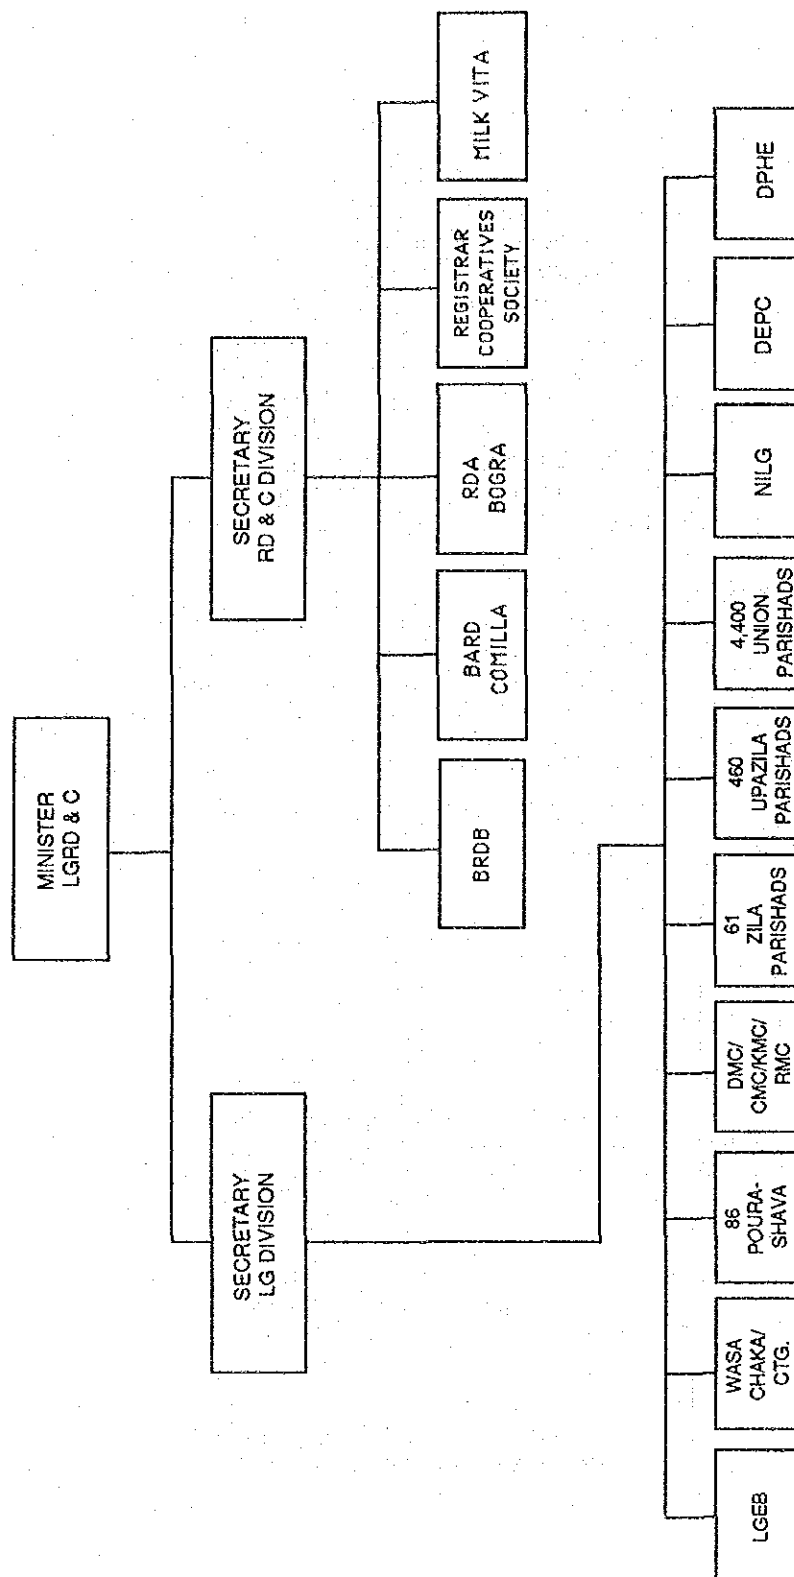 MINISTER
LGRD & C
SECRETARY
LG DIVISION
SECRETARY
RD & C DIVISION
BRDB
BARD
COMILLA
RDA
BOGRA
REGISTRAR
COOPERATIVES
SOCIETY
MILK VITA
LGEB
WASA
CHAKA/
CTG.
86
POURA-
SHAVA
DMC/
CMC/KMC/
RMC
61
ZILA
PARISHADS
460
UPAZILA
PARISHADS
4,400
UNION
PARISHADS
NILG
DEPC
DPHE